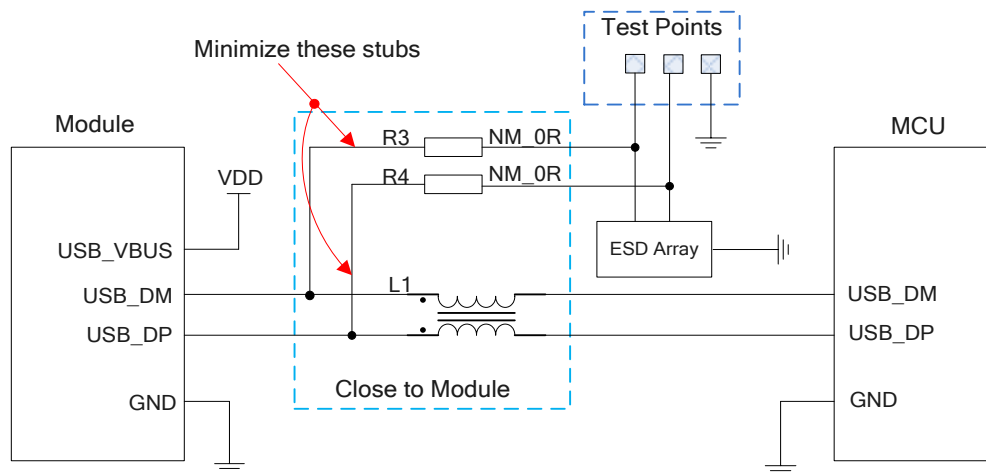 Test Points
Minimize these stubs
Module
MCU
R3
NM_0R
R4
NM_0R
VDD
USB_VBUS
ESD Array
USB_DM
L1
USB_DM
USB_DP
USB_DP
Close to Module
GND
GND